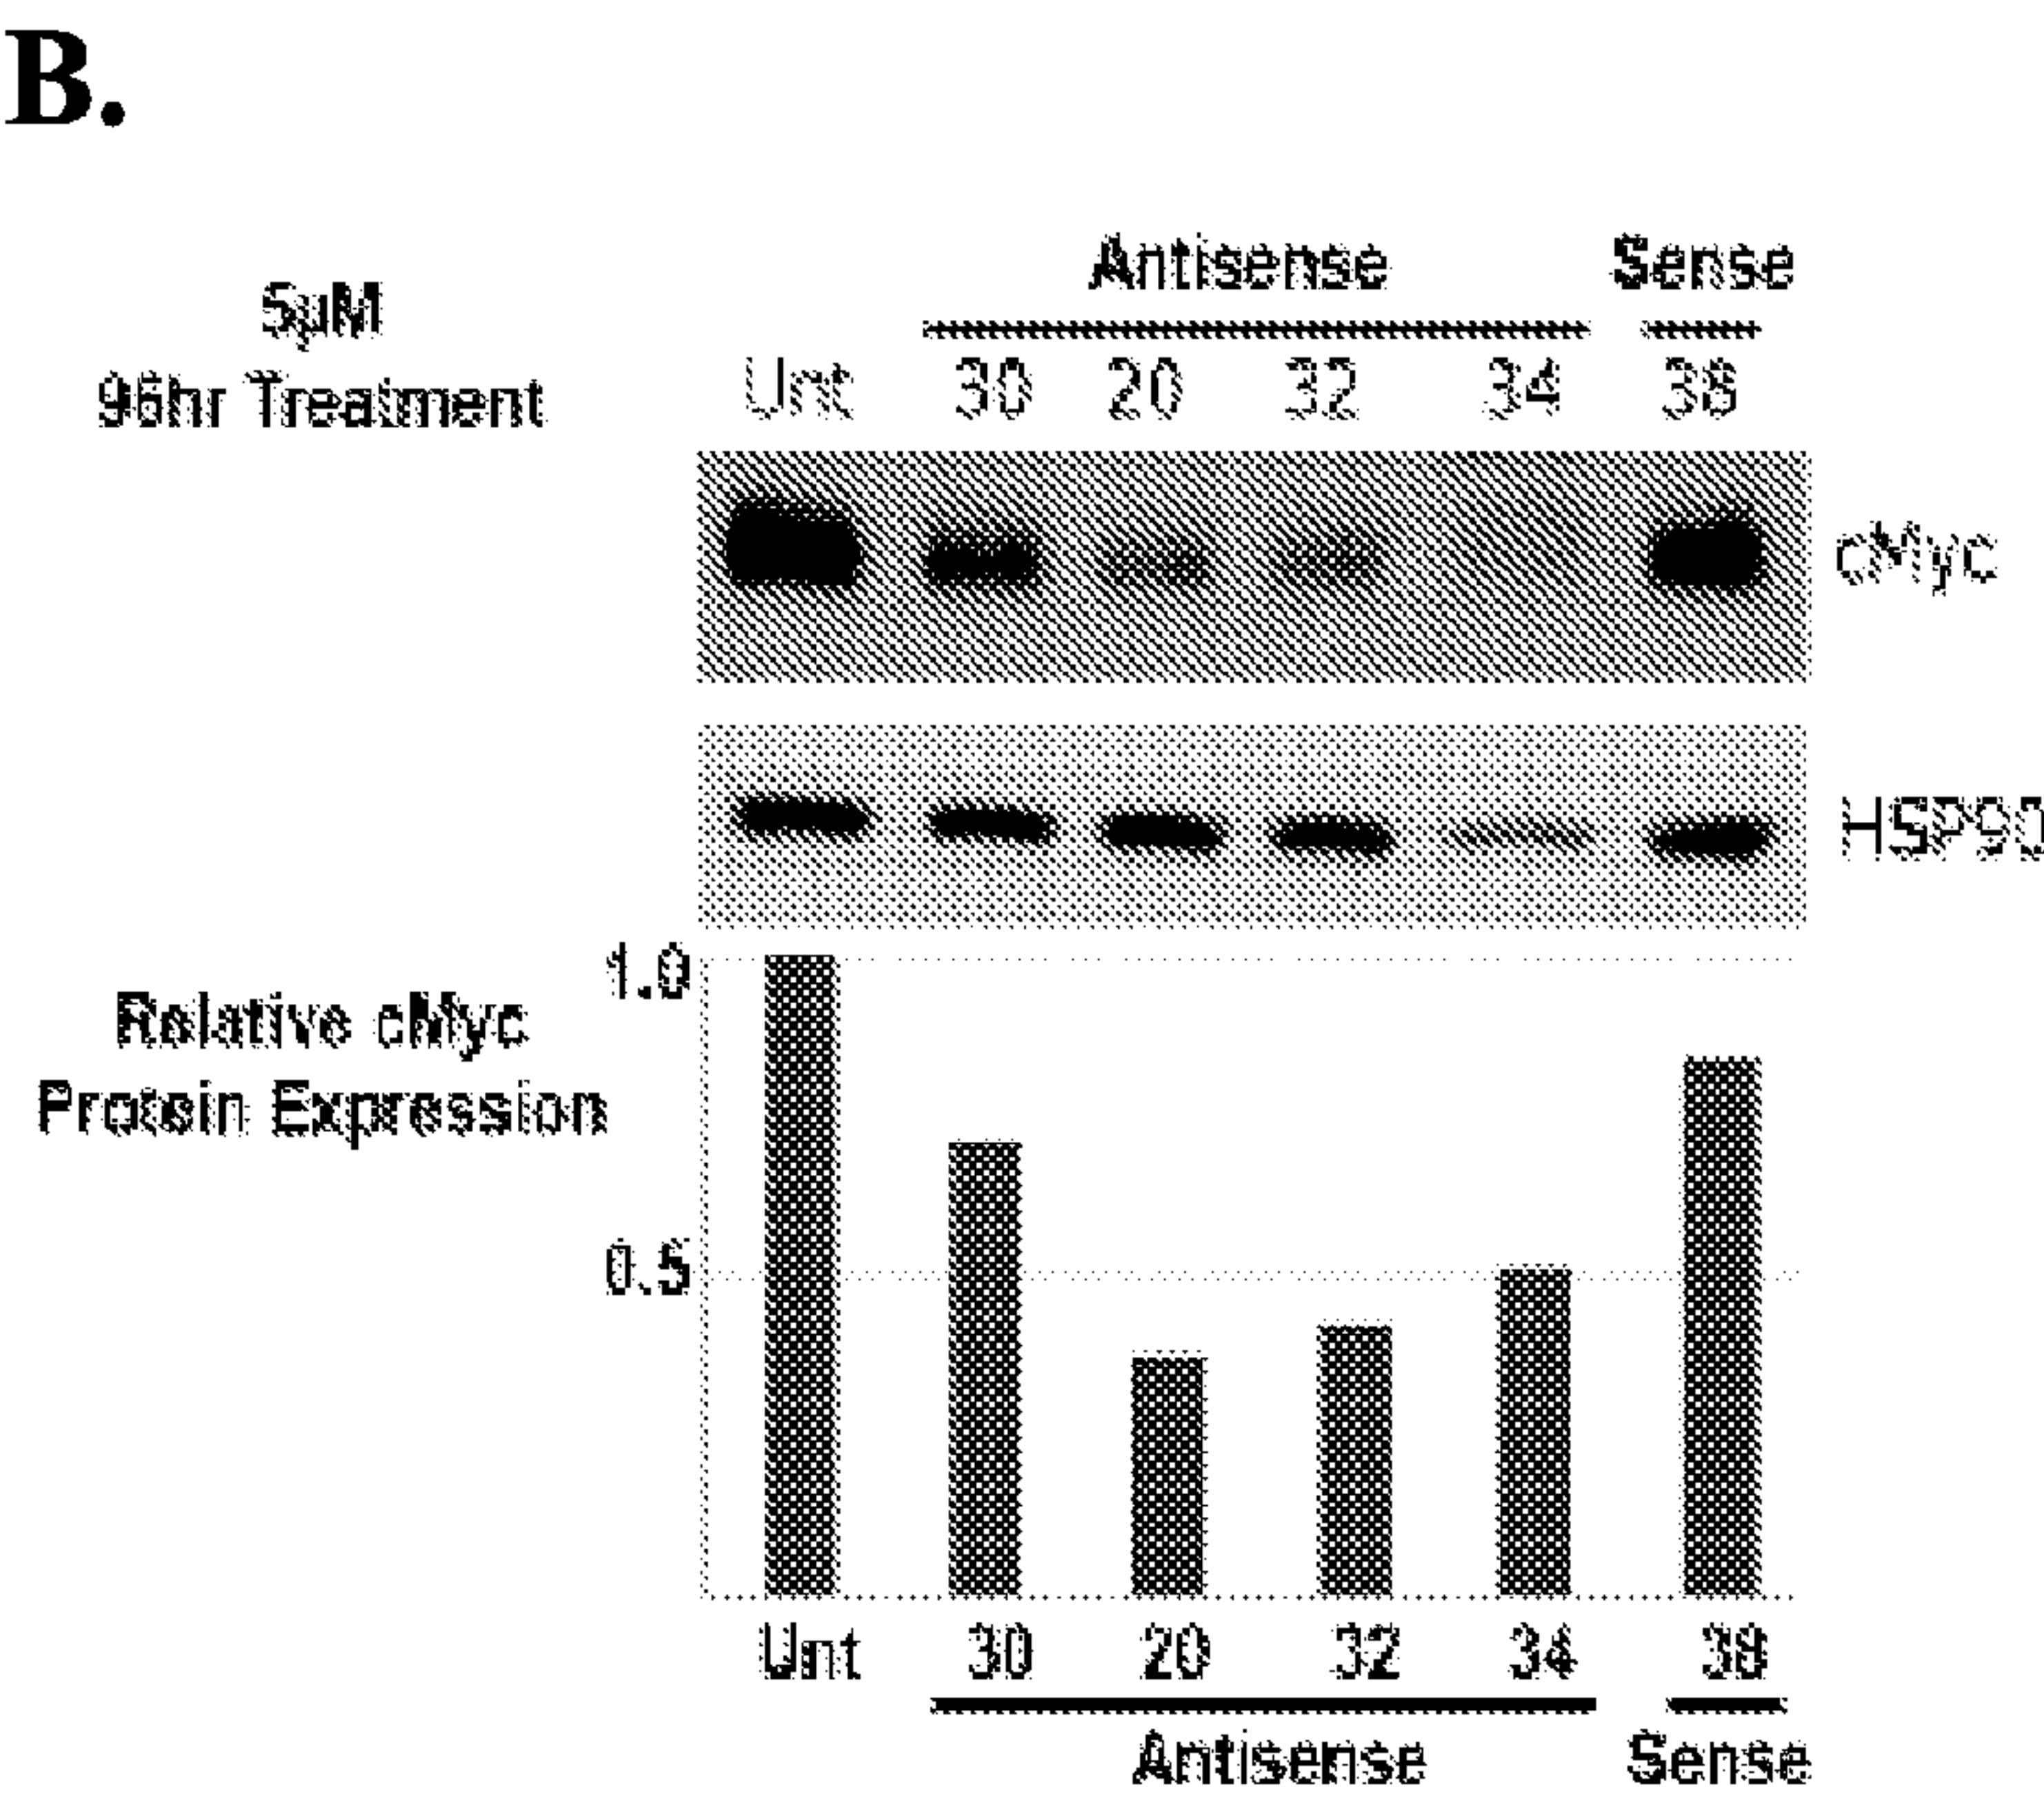 B.
Antisense Sense
5µM
96hr Treatment
Unt 30 20 32 34 38
cMyc
HSP90
1.0
Relative cMyc
Protein Expression
0.5
Unt 30 20 32 34 38
Antisense Sense